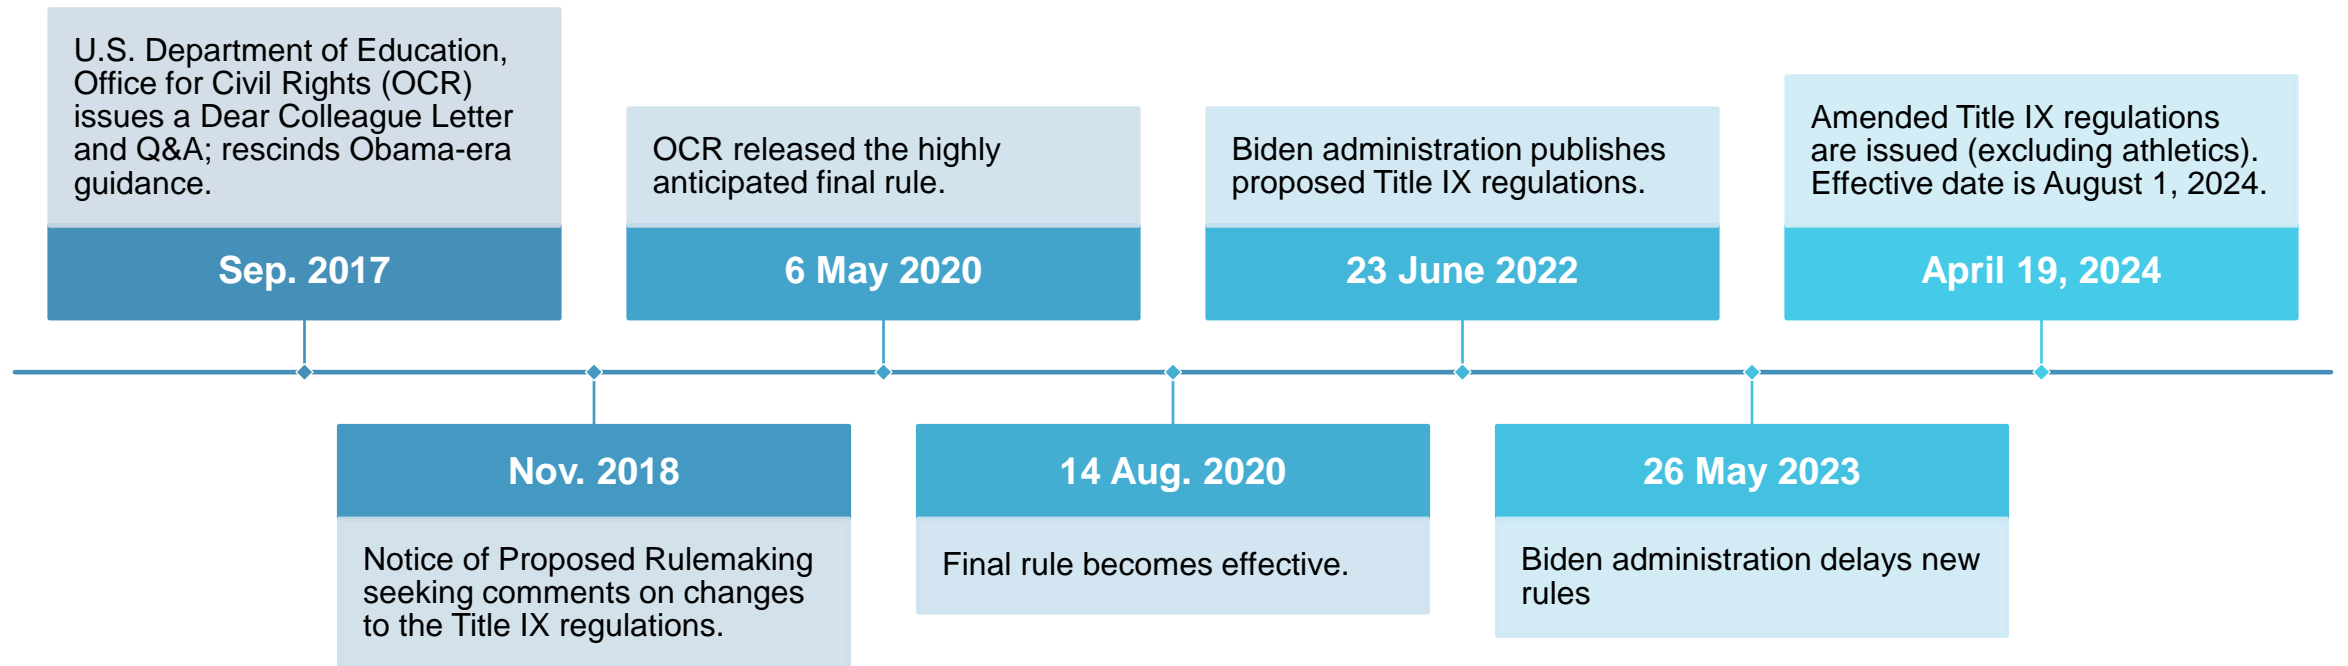 U.S. Department of Education,
Office for Civil Rights (OCR)
issues a Dear Colleague Letter
and Q&A; rescinds Obama-era
guidance.
Sep. 2017
Nov. 2018
Notice of Proposed Rulemaking
seeking comments on changes
to the Title IX regulations.
OCR released the highly
anticipated final rule.
6 May 2020
14 Aug. 2020
Final rule becomes effective.
Biden administration publishes
proposed Title IX regulations.
23 June 2022
26 May 2023
Biden administration delays new
rules
Amended Title IX regulations
are issued (excluding athletics).
Effective date is August 1, 2024.
April 19, 2024